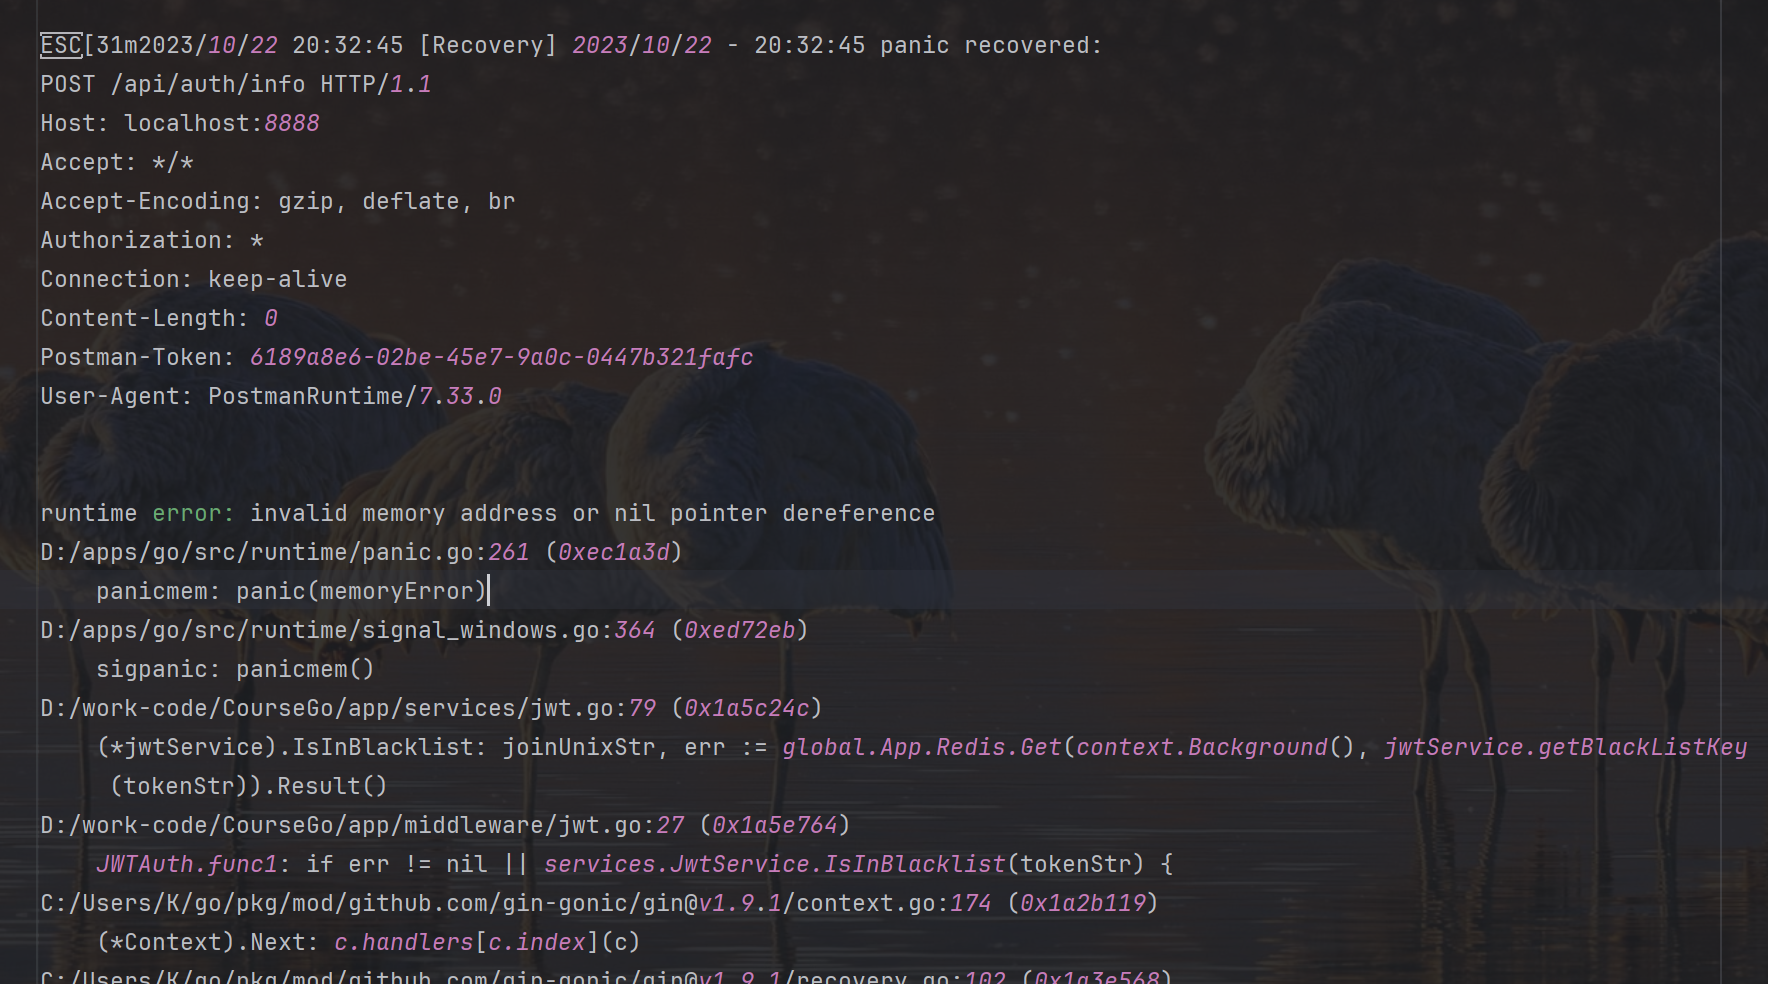 ESC[31m2023/10/22 20:32:45 [Recovery] 2023/10/22 - 20:32:45 panic recovered:
POST /api/auth/info HTTP/1.1
Host: localhost:8888
Accept: */*
Accept-Encoding: gzip, deflate, br
Authorization: *
Connection: keep-alive
Content-Length: 0
Postman-Token: 6189a8e6-02be-45e7-9a0c-0447b321fafc
User-Agent: PostmanRuntime/7.33.0
runtime error: invalid memory address or nil pointer dereference
D:/apps/go/src/runtime/panic.go:261 (0xec1a3d)
panicmem: panic(memoryError)
D:/apps/go/src/runtime/signal_windows.go:364 (0xed72eb)
sigpanic: panicmem()
D:/work-code/CourseGo/app/services/jwt.go:79 (0x1a5c24c)
(*jwtService).IsInBlacklist: joinUnixStr, err := global.App.Redis.Get(context.Background(), jwtService.getBlackListKey
(tokenStr)).Result()
D:/work-code/CourseGo/app/middleware/jwt.go:27 (0x1a5e764)
JWTAuth.func1: if err != nil || services.JwtService.IsInBlacklist(tokenStr) {
C:/Users/K/go/pkg/mod/github.com/gin-gonic/gin@v1.9.1/context.go:174 (0x1a2b119)
(*Context).Next: c.handlers[c.index](c)
C:/Users/K/go/pkg/mod/github.com/gin-gonic/gin@v1.9.1/recovery.go:102 (0x1a3e568)